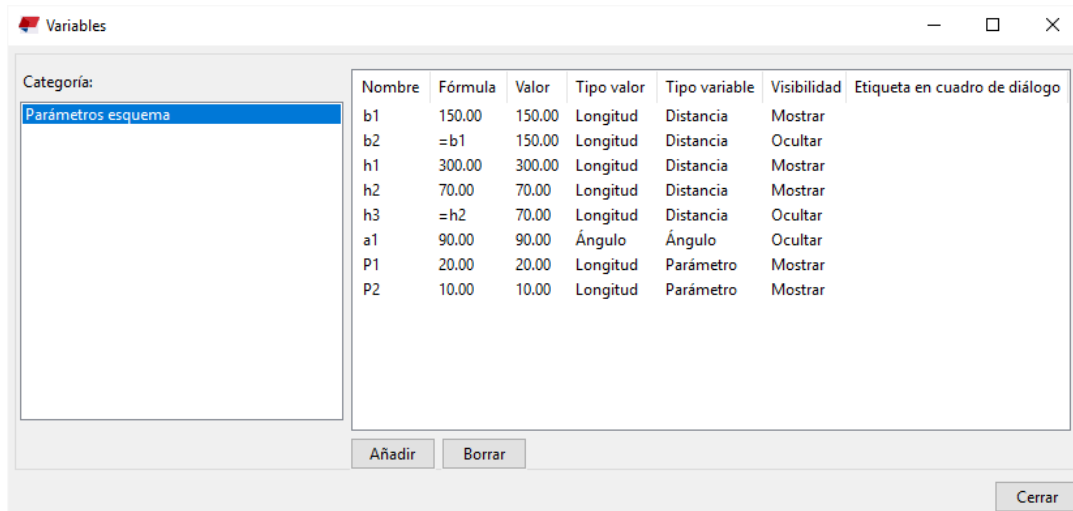 Variables
Categoría:
Parámetros esquema
Nombre Fórmula Valor Tipo valor Tipo variable Visibilidad Etiqueta en cuadro de diálogo
b1 150.00 150.00 Longitud Distancia Mostrar
b2 =b1 150.00 Longitud Distancia Ocultar
h1 300.00 300.00 Longitud Distancia Mostrar
h2 70.00 70.00 Longitud Distancia Mostrar
h3 =h2 70.00 Longitud Distancia Ocultar
a1 90.00 90.00 Ángulo Ángulo Ocultar
P1 20.00 20.00 Longitud Parámetro Mostrar
P2 10.00 10.00 Longitud Parámetro Mostrar
Añadir Borrar
Cerrar